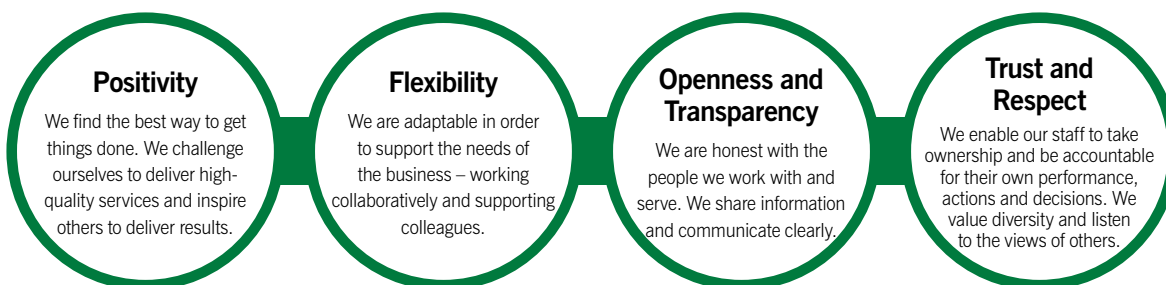 Positivity
We find the best way to get
things done. We challenge
ourselves to deliver high-
quality services and inspire
others to deliver results.
Flexibility
We are adaptable in order
to support the needs of
the business – working
collaboratively and supporting
colleagues.
Openness and
Transparency
We are honest with the
people we work with and
serve. We share information
and communicate clearly.
Trust and
Respect
We enable our staff to take
ownership and be accountable
for their own performance,
actions and decisions. We
value diversity and listen
to the views of others.